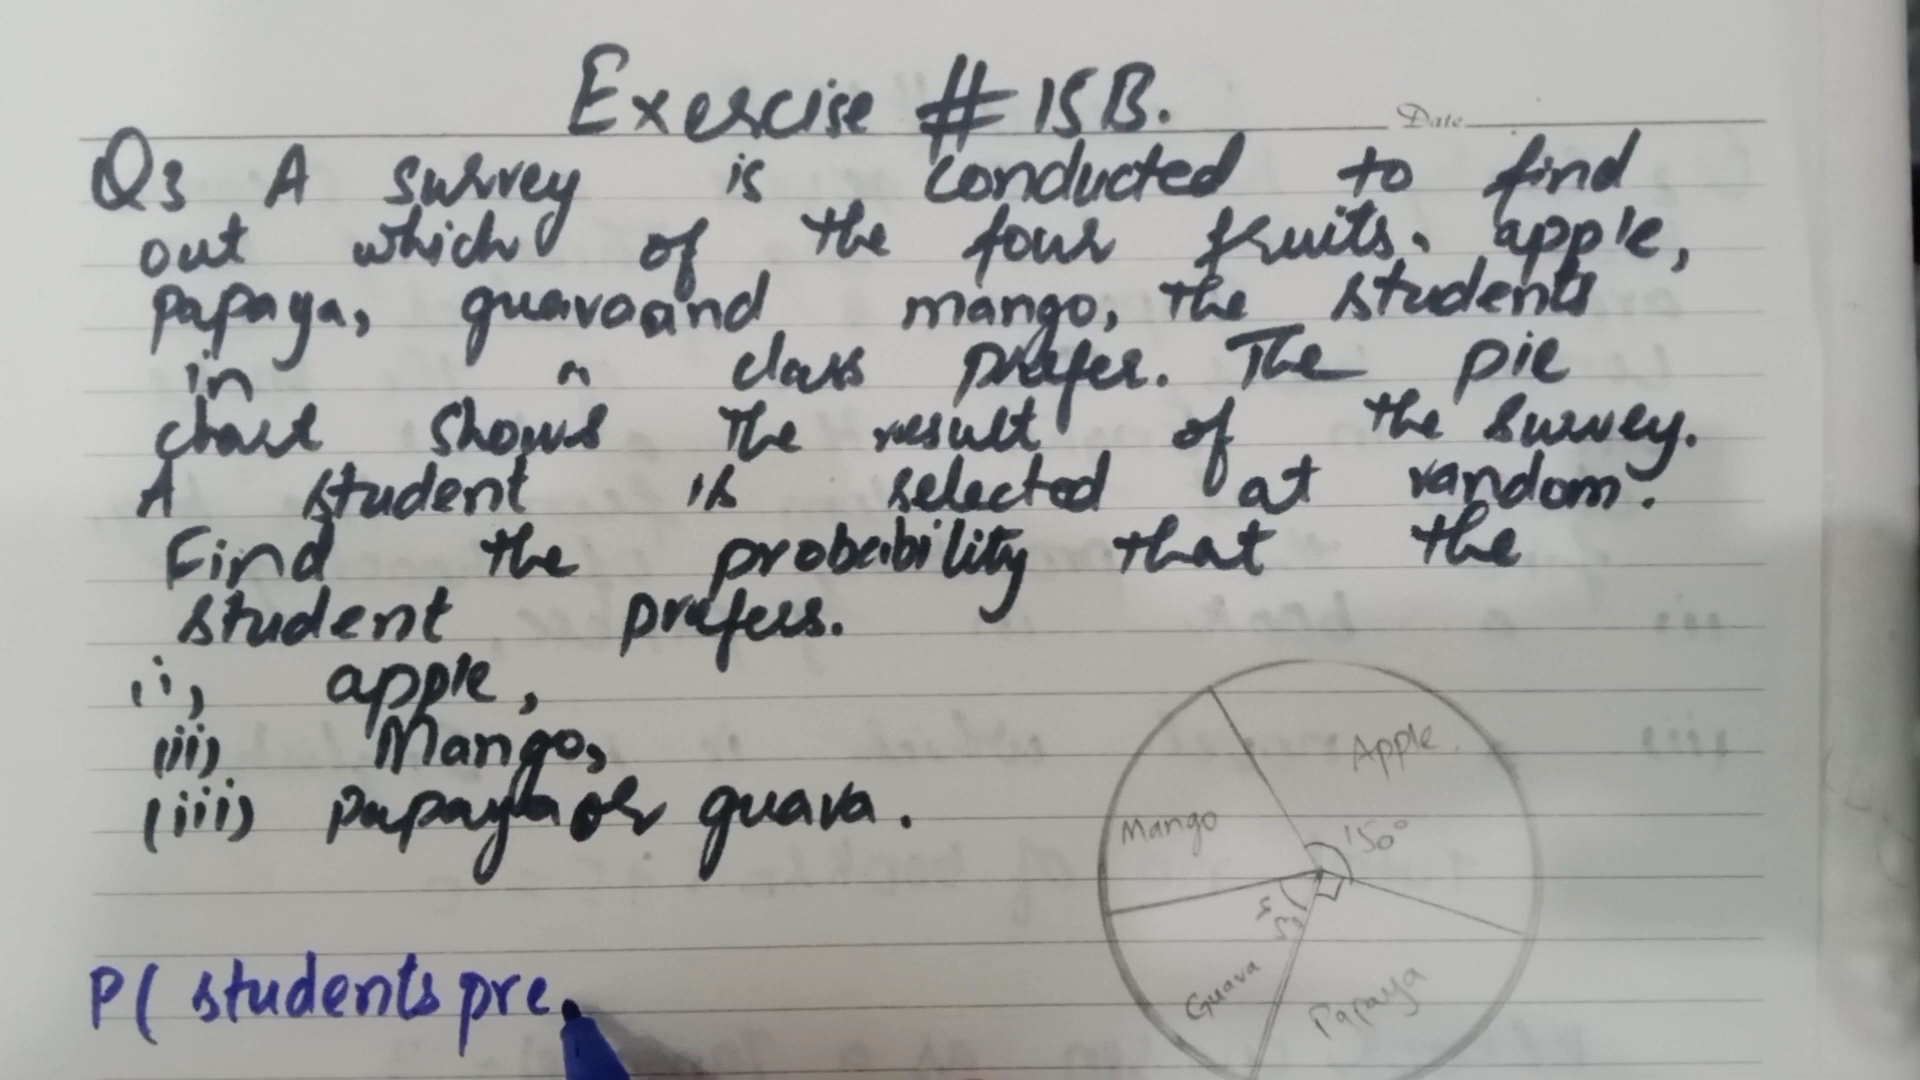 Exercise # 15B.
Date
Q3 A survey is conducted to find
out which of the four fruits. apple,
papaya, guava and mango, the students
in a class prefer. The pie
chart shows the result of the survey.
A student is selected at random.
Find the probability that the
student prefers.
(i), apple,
(ii) Mango,
(iii) Papaya or guava.
Apple
Mango
150°
Guava
Papaya
P( students pre